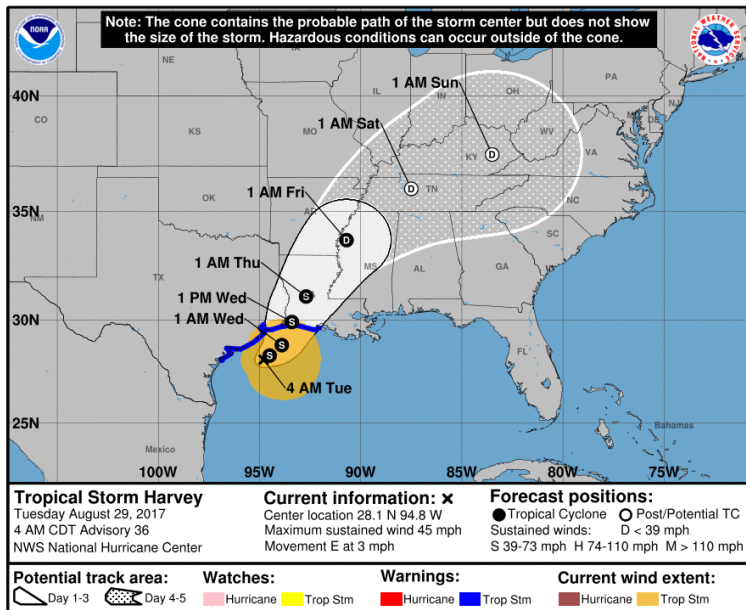 Note: The cone contains the probable path of the storm center but does not show
the size of the storm. Hazardous conditions can occur outside of the cone.
NOAA
NATIONAL WEATHER SERVICE
40N
35N
30N
25N
100W
95W
90W
85W
80W
75W
NE
IA
IL
IN
OH
PA
NJ
DE
CO
KS
MO
WV
VA
KY
OK
TN
NC
NM
AR
SC
TX
MS
AL
GA
FL
Mexico
Bahamas
1 AM Sun
1 AM Sat
1 AM Fri
1 AM Thu
1 PM Wed
1 AM Wed
4 AM Tue
D
D
D
S
S
S
S
Tropical Storm Harvey
Tuesday August 29, 2017
4 AM CDT Advisory 36
NWS National Hurricane Center
Current information: ×
Center location 28.1 N 94.8 W
Maximum sustained wind 45 mph
Movement E at 3 mph
Forecast positions:
Tropical Cyclone Post/Potential TC
Sustained winds: D < 39 mph
S 39-73 mph H 74-110 mph M > 110 mph
Potential track area:
Day 1-3 Day 4-5
Watches:
Hurricane Trop Stm
Warnings:
Hurricane Trop Stm
Current wind extent:
Hurricane Trop Stm